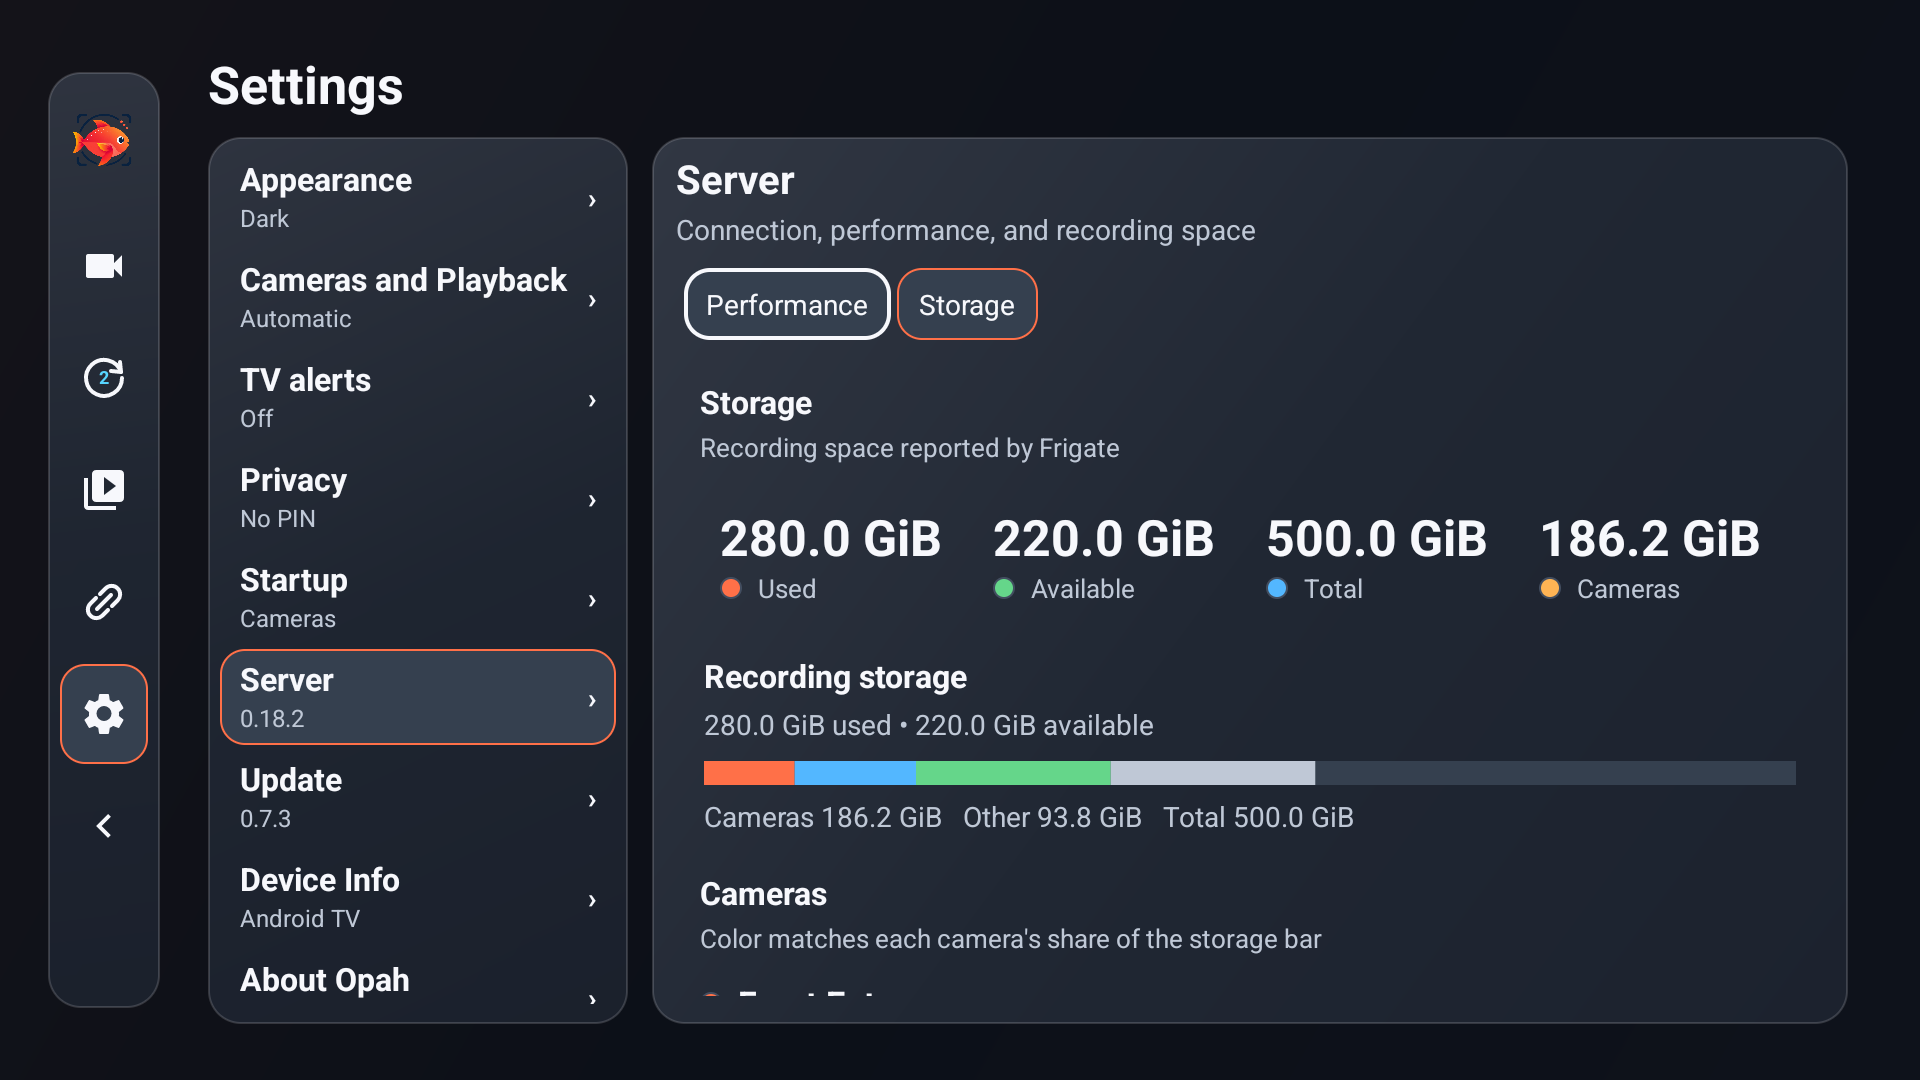 Settings
2
Appearance
Dark
Cameras and Playback
Automatic
TV alerts
Off
Privacy
No PIN
Startup
Cameras
Server
0.18.2
Update
0.7.3
Device Info
Android TV
About Opah
Server
Connection, performance, and recording space
Performance
Storage
Storage
Recording space reported by Frigate
280.0 GiB
Used
220.0 GiB
Available
500.0 GiB
Total
186.2 GiB
Cameras
Recording storage
280.0 GiB used • 220.0 GiB available
Cameras 186.2 GiB Other 93.8 GiB Total 500.0 GiB
Cameras
Color matches each camera's share of the storage bar